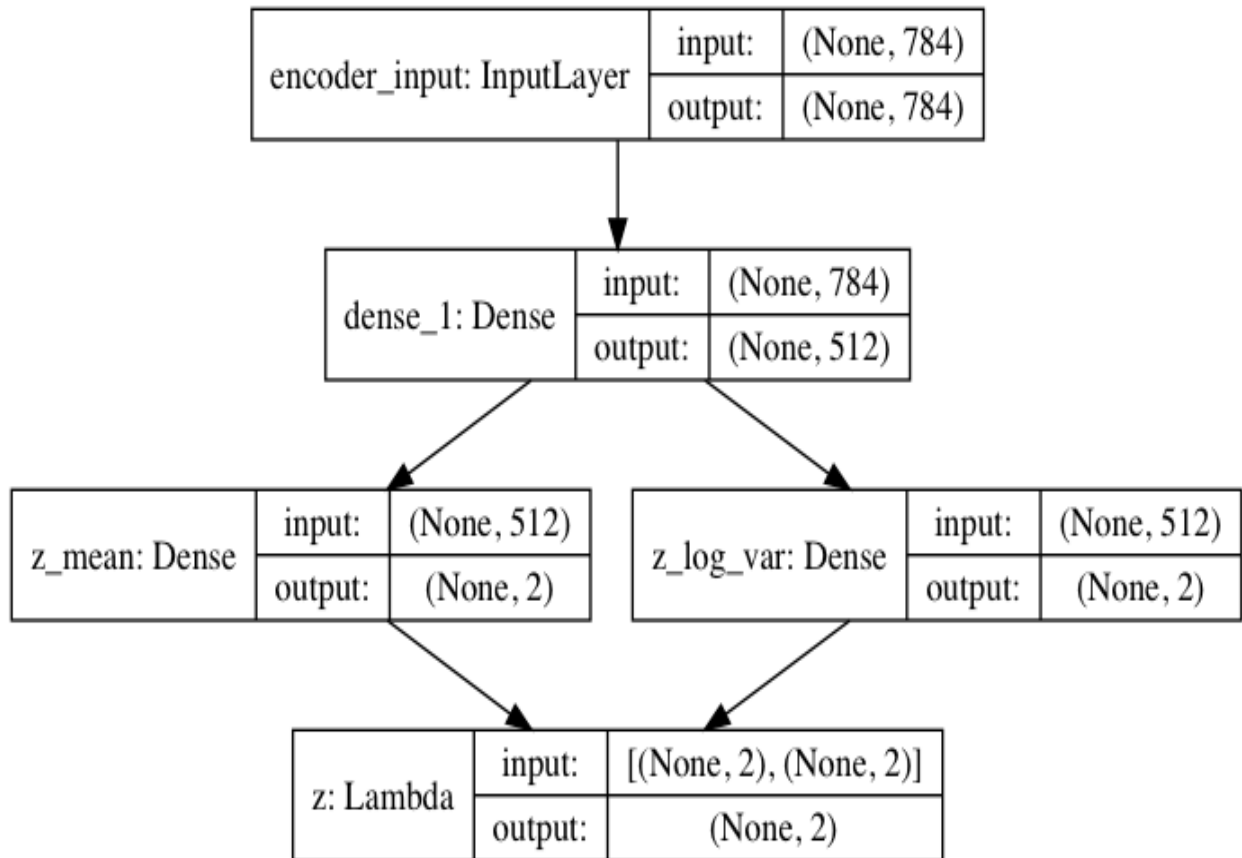 encoder_input: InputLayer
input: (None, 784)
output: (None, 784)
dense_1: Dense
input: (None, 784)
output: (None, 512)
z_mean: Dense
input: (None, 512)
output: (None, 2)
z_log_var: Dense
input: (None, 512)
output: (None, 2)
z: Lambda
input: [(None, 2), (None, 2)]
output: (None, 2)